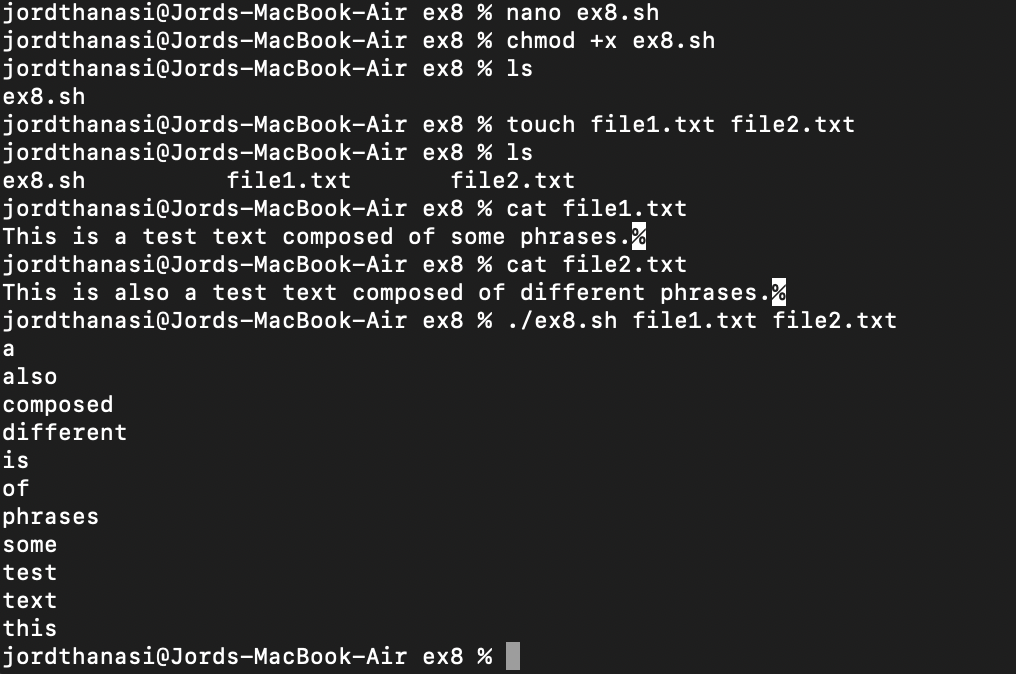 jordthanasi@Jords-MacBook-Air ex8 % nano ex8.sh
jordthanasi@Jords-MacBook-Air ex8 % chmod +x ex8.sh
jordthanasi@Jords-MacBook-Air ex8 % ls
ex8.sh
jordthanasi@Jords-MacBook-Air ex8 % touch file1.txt file2.txt
jordthanasi@Jords-MacBook-Air ex8 % ls
ex8.sh          file1.txt       file2.txt
jordthanasi@Jords-MacBook-Air ex8 % cat file1.txt
This is a test text composed of some phrases.%
jordthanasi@Jords-MacBook-Air ex8 % cat file2.txt
This is also a test text composed of different phrases.%
jordthanasi@Jords-MacBook-Air ex8 % ./ex8.sh file1.txt file2.txt
a
also
composed
different
is
of
phrases
some
test
text
this
jordthanasi@Jords-MacBook-Air ex8 %